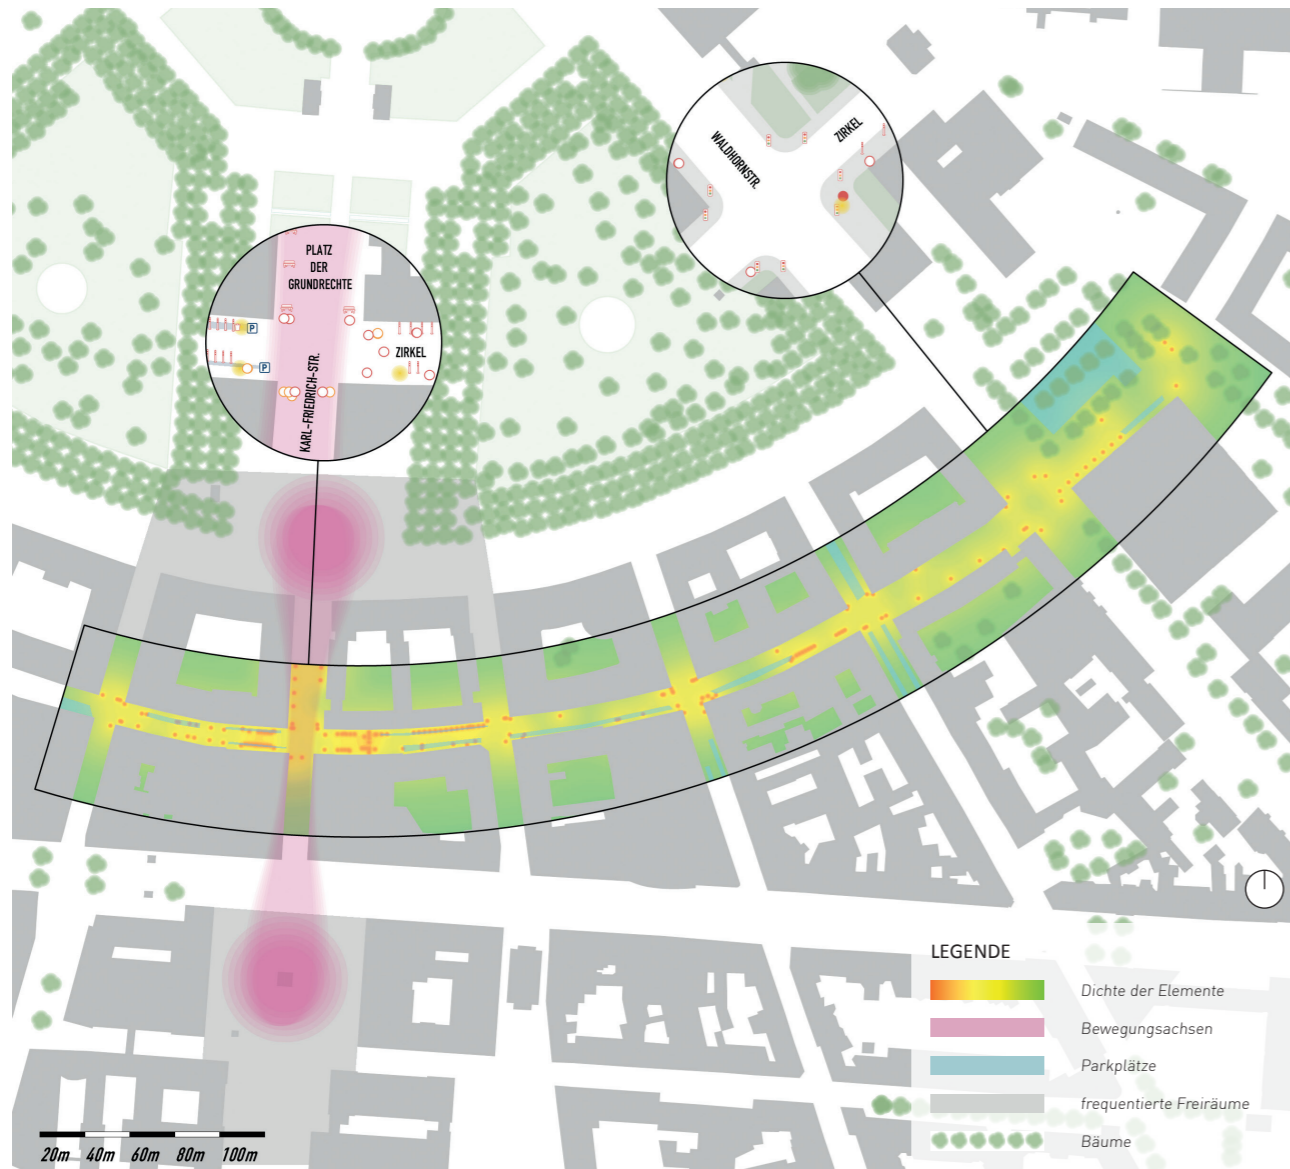 WALDHORNSTR.
ZIRKEL
PLATZ
DER
GRUNDRECHTE
P
ZIRKEL
P
KARL-FRIEDRICH-STR.
LEGENDE
Dichte der Elemente
Bewegungsachsen
Parkplätze
frequentierte Freiräume
Bäume
20m 40m 60m 80m 100m